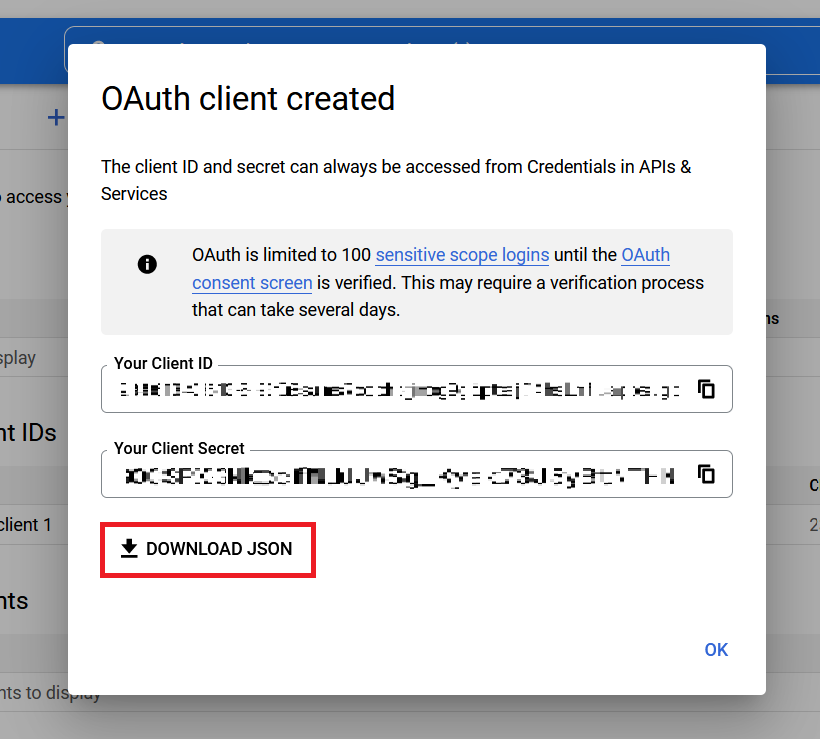 OAuth client created
The client ID and secret can always be accessed from Credentials in APIs &
Services
access
OAuth is limited to 100 sensitive scope logins until the OAuth
consent screen is verified. This may require a verification process
that can take several days.
ns
splay
Your Client ID
nt IDs
Your Client Secret
client 1
2
DOWNLOAD JSON
nts
OK
nts to display